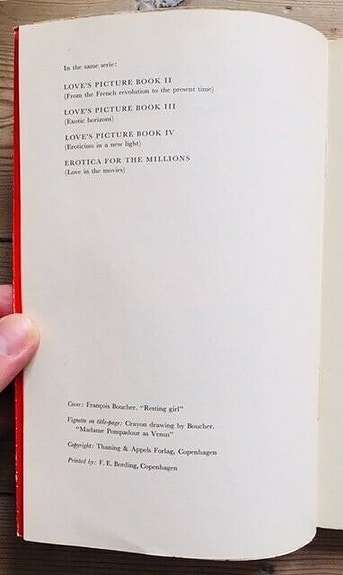 In the same serie:
LOVE'S PICTURE BOOK II
(From the French revolution to the present time)
LOVE'S PICTURE BOOK III
(Exotic horizons)
LOVE'S PICTURE BOOK IV
(Eroticism in a new light)
EROTICA FOR THE MILLIONS
(Love in the movies)
Cover: François Boucher. "Resting girl"
Vignette on title-page: Crayon drawing by Boucher.
"Madame Pompadour as Venus"
Copyright: Thaning & Appels Forlag, Copenhagen
Printed by: F. E. Bording, Copenhagen